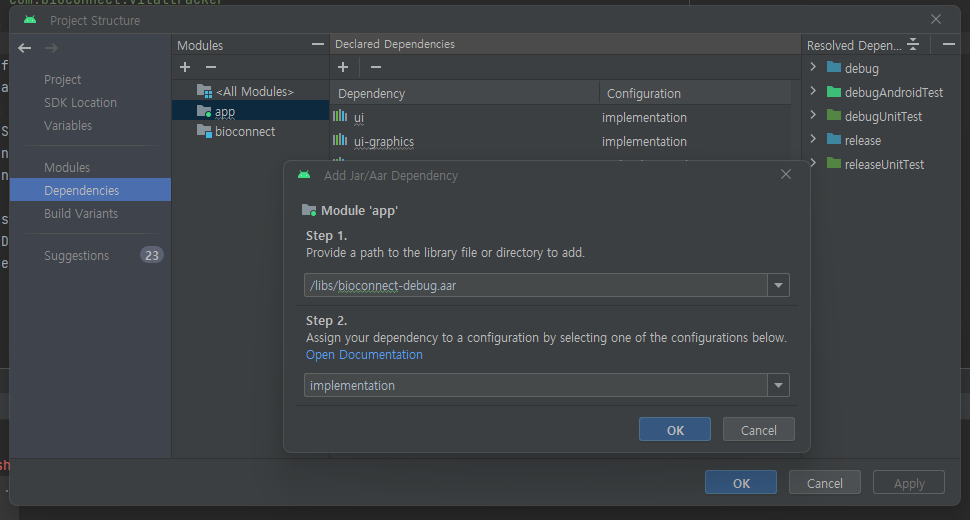 com.bioconnect.vitaltracker
Project Structure
Modules
Declared Dependencies
Resolved Depen...
Project
SDK Location
Variables
Modules
Dependencies
Build Variants
Suggestions 23
<All Modules>
app
bioconnect
Dependency Configuration
ui implementation
ui-graphics implementation
debug
debugAndroidTest
debugUnitTest
release
releaseUnitTest
Add Jar/Aar Dependency
Module 'app'
Step 1.
Provide a path to the library file or directory to add.
/libs/bioconnect-debug.aar
Step 2.
Assign your dependency to a configuration by selecting one of the configurations below.
Open Documentation
implementation
OK Cancel
OK Cancel Apply